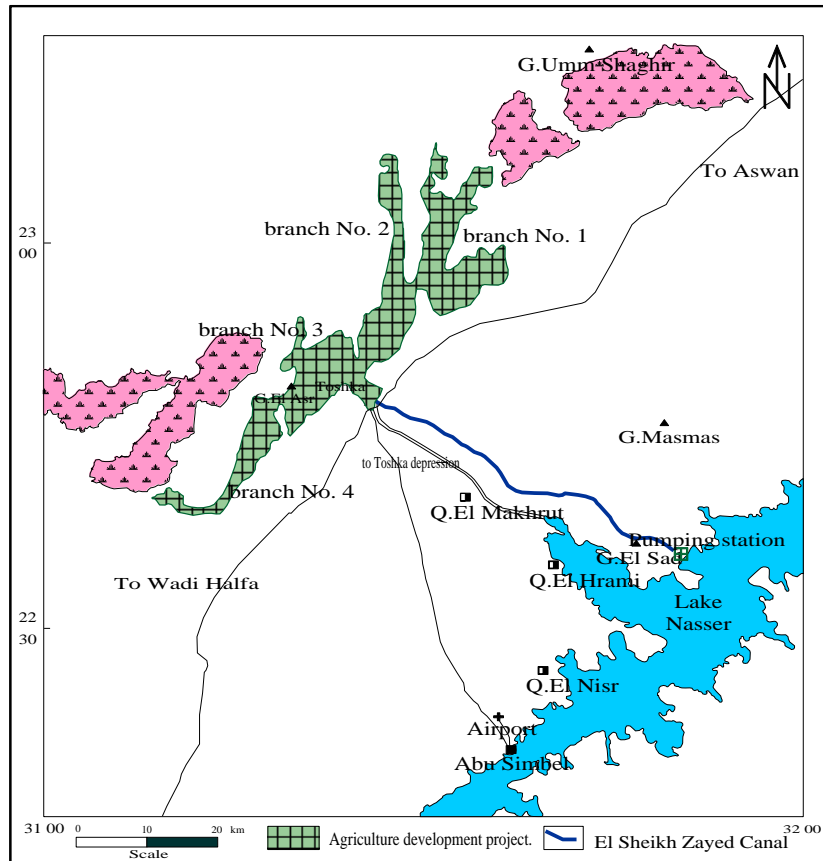 G.Umm Shaghir
N
To Aswan
branch No. 2
branch No. 1
23
00
branch No. 3
Toshka
G.El Asr
G.Masmas
to Toshka depression
branch No. 4
Q.El Makhrut
Pumping station
G.El Sad
Q.El Hrami
To Wadi Halfa
Lake
Nasser
22
30
Q.El Nisr
Airport
Abu Simbel.
31 00
32 00
0 10 20 km
Scale
Agriculture development project.
El Sheikh Zayed Canal